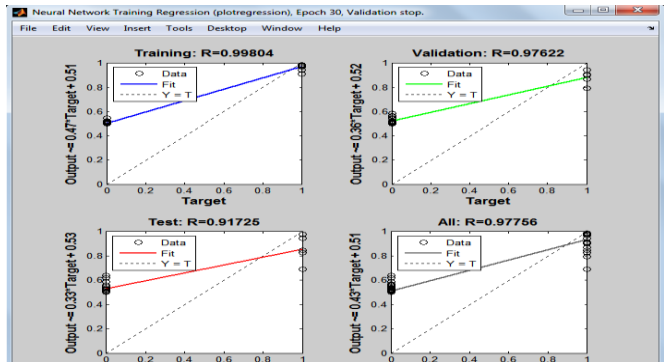 Neural Network Training Regression (plotregression), Epoch 30, Validation stop.
File Edit View Insert Tools Desktop Window Help
Training: R=0.99804
Output ~= 0.47*Target + 0.51
1
0.8
0.6
0.4
0.2
0
Data
Fit
Y = T
0 0.2 0.4 0.6 0.8 1
Target
Validation: R=0.97622
Output ~= 0.36*Target + 0.52
1
0.8
0.6
0.4
0.2
0
Data
Fit
Y = T
0 0.2 0.4 0.6 0.8 1
Target
Test: R=0.91725
Output ~= 0.33*Target + 0.53
1
0.8
0.6
0.4
0.2
0
Data
Fit
Y = T
0 0.2 0.4 0.6 0.8 1
All: R=0.97756
Output ~= 0.43*Target + 0.51
1
0.8
0.6
0.4
0.2
0
Data
Fit
Y = T
0 0.2 0.4 0.6 0.8 1